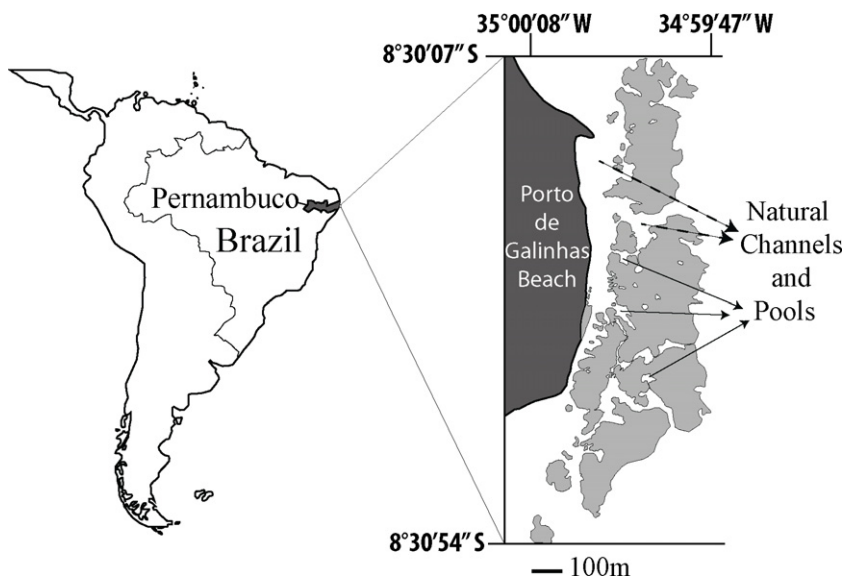 35°00′08″ W
34°59′47″ W
8°30′07″ S
Pernambuco
Brazil
Porto
de
Galinhas
Beach
Natural
Channels
and
Pools
8°30′54″ S
100m